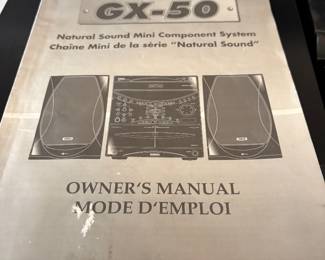 GX-50
Natural Sound Mini Component System
Chaîne Mini de la série "Natural Sound"
OWNER'S MANUAL
MODE D'EMPLOI